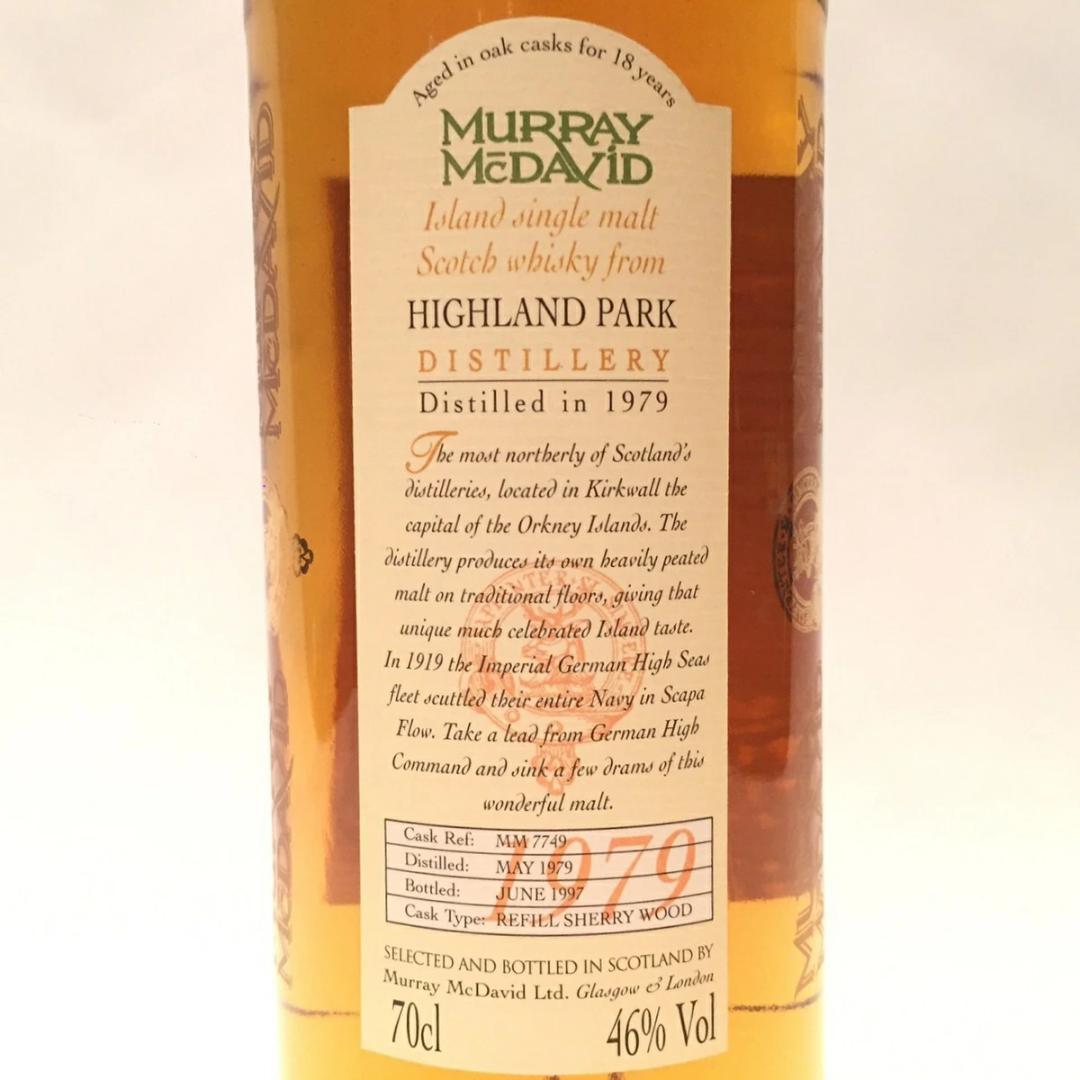 Aged in oak casks for 18 years
MURRAY
McDAVID
Island single malt
Scotch whisky from
HIGHLAND PARK
DISTILLERY
Distilled in 1979
The most northerly of Scotland's
distilleries, located in Kirkwall the
capital of the Orkney Islands. The
distillery produces its own heavily peated
malt on traditional floors, giving that
unique much celebrated Island taste.
In 1919 the Imperial German High Seas
fleet scuttled their entire Navy in Scapa
Flow. Take a lead from German High
Command and sink a few drams of this
wonderful malt.
1979
Cask Ref: MM 7749
Distilled: MAY 1979
Bottled: JUNE 1997
Cask Type: REFILL SHERRY WOOD
SELECTED AND BOTTLED IN SCOTLAND BY
Murray McDavid Ltd. Glasgow & London
70cl 46% Vol
McDAVID
McDAVID